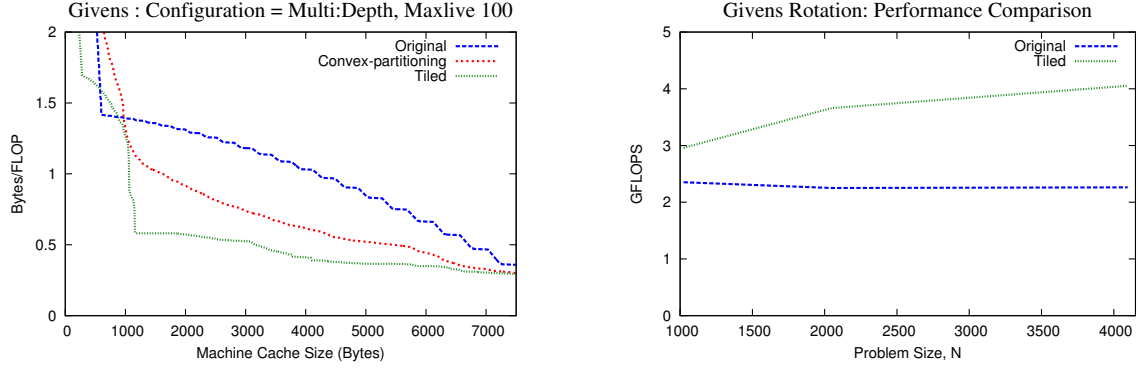 Givens : Configuration = Multi:Depth, Maxlive 100
Original
Convex-partitioning
Tiled
2
1.5
1
0.5
0
Bytes/FLOP
0 1000 2000 3000 4000 5000 6000 7000
Machine Cache Size (Bytes)
Givens Rotation: Performance Comparison
Original
Tiled
5
4
3
2
1
0
GFLOPS
1000 1500 2000 2500 3000 3500 4000
Problem Size, N